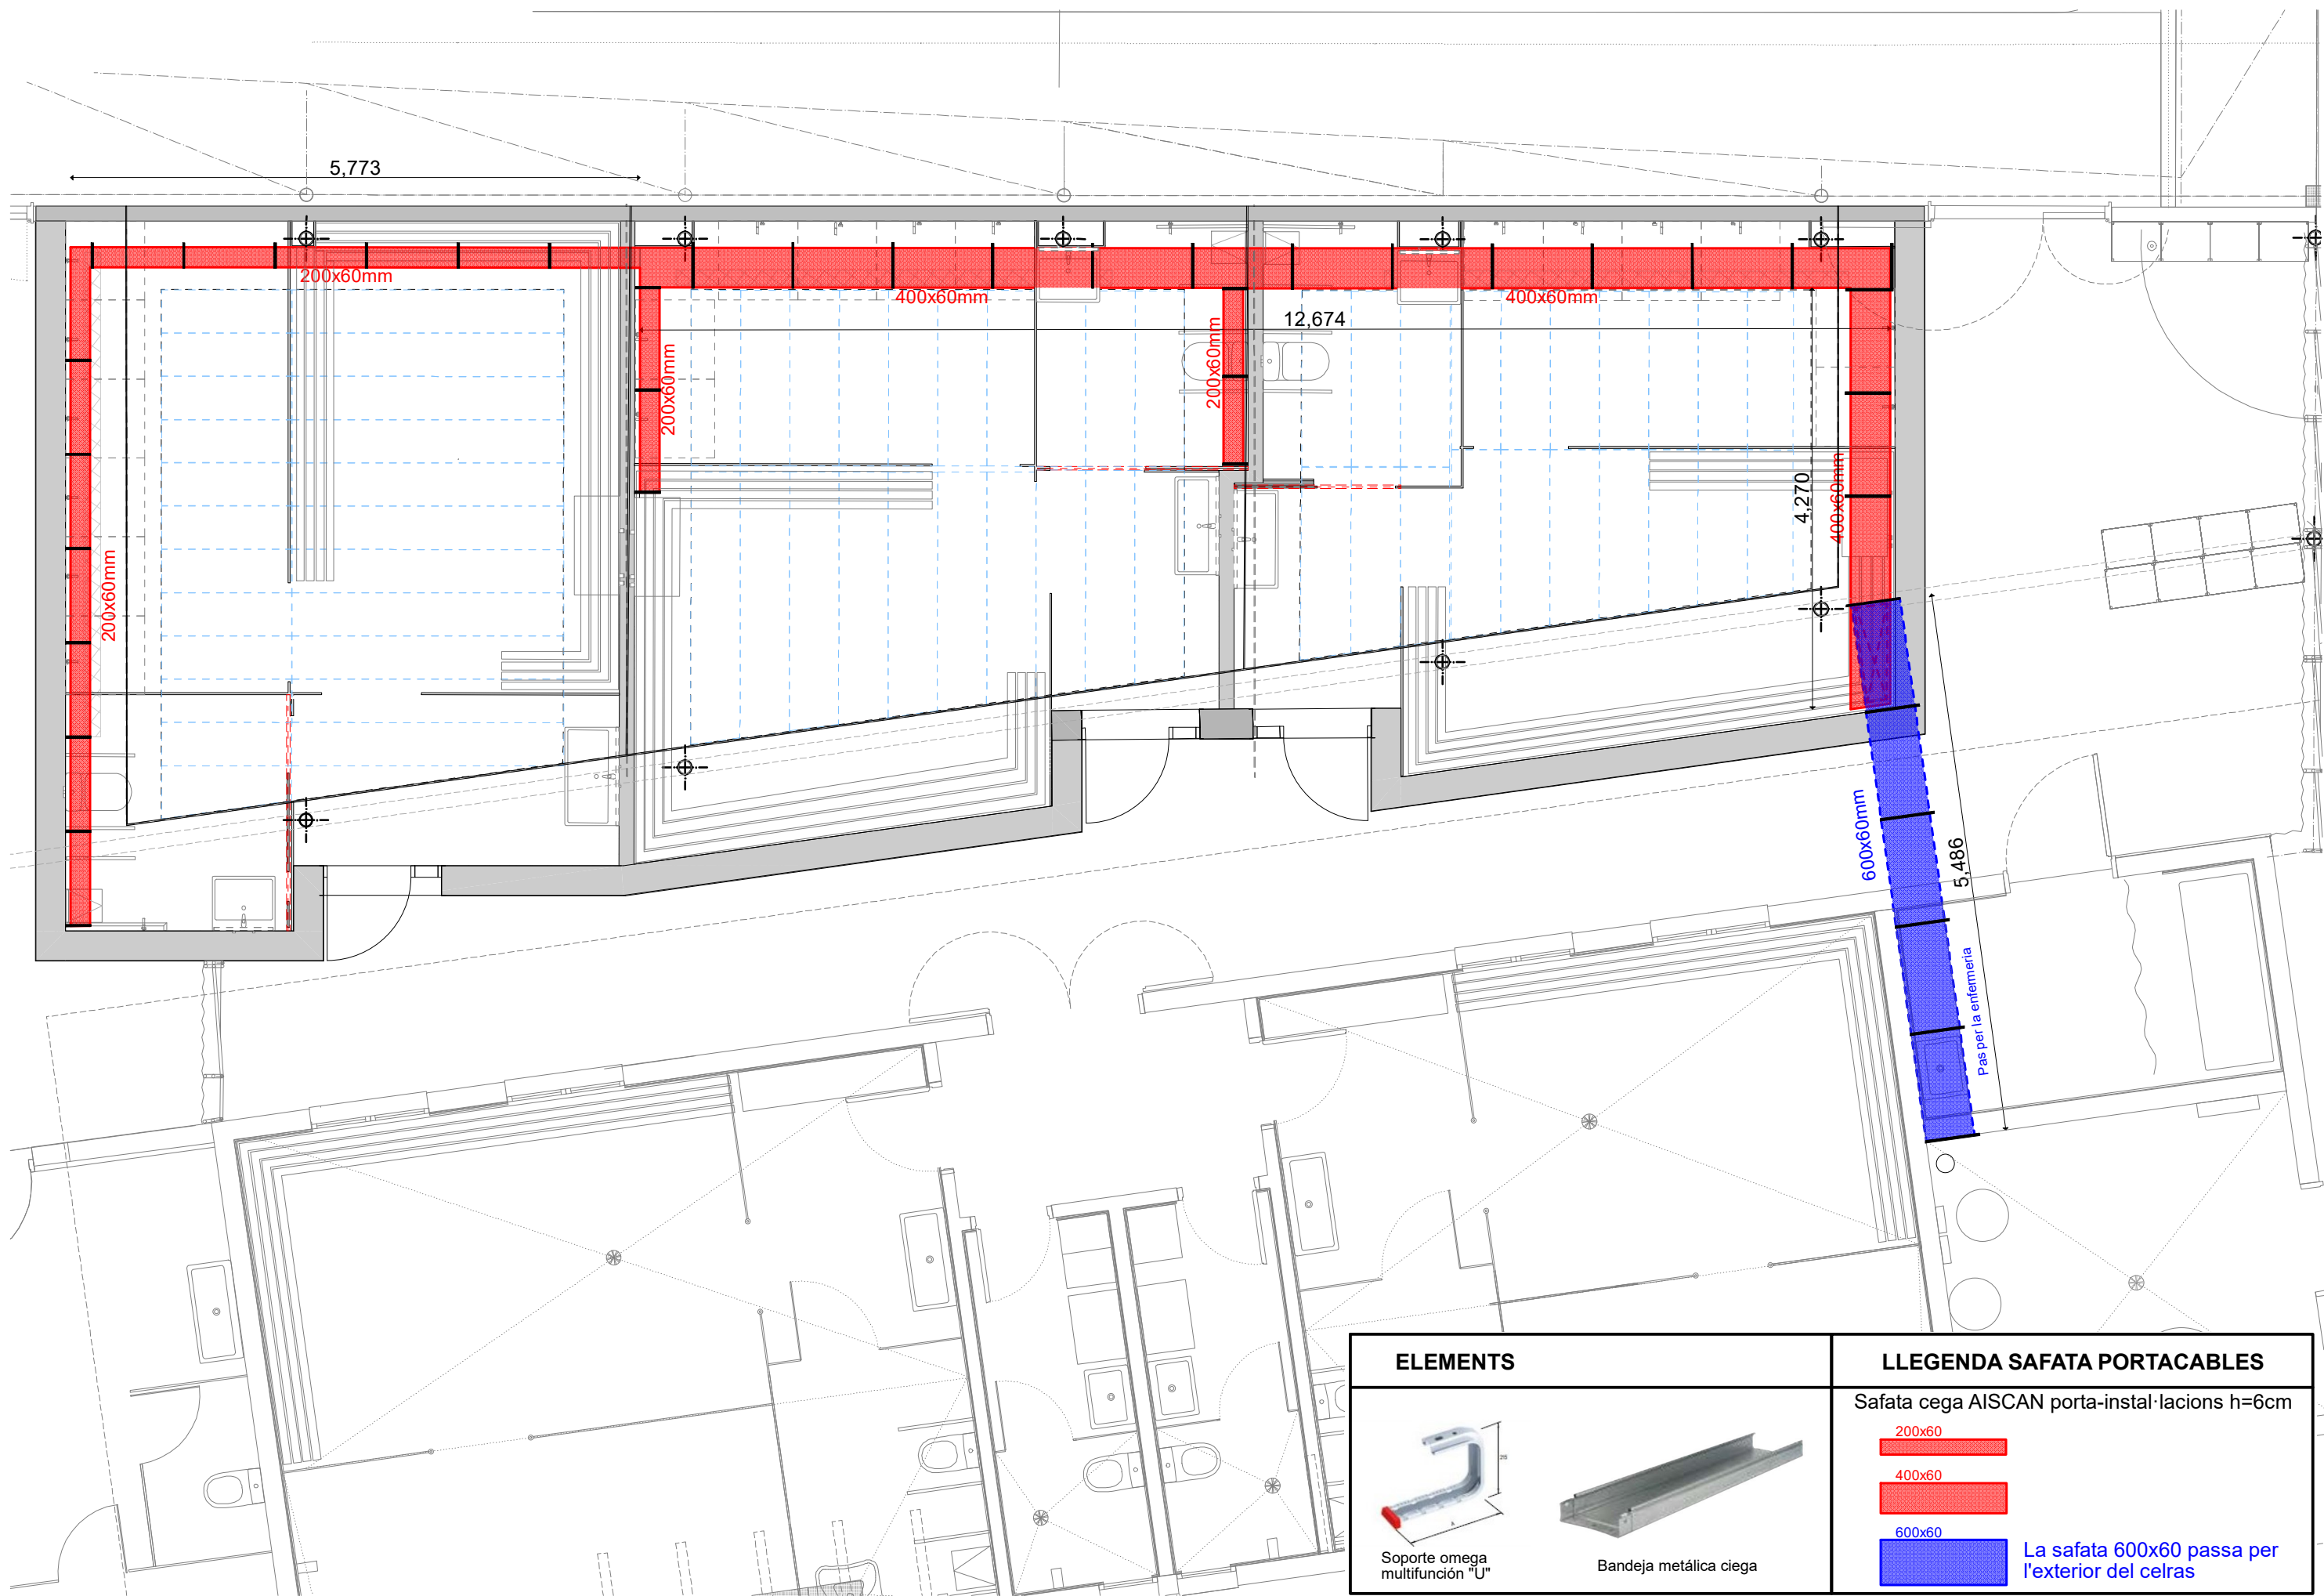 5,773
200x60mm
400x60mm
400x60mm
12,674
200x60mm
200x60mm
4,270
400x60mm
200x60mm
600x60mm
5,486
Pas per la enfemeria
ELEMENTS
LLEGENDA SAFATA PORTACABLES
Safata cega AISCAN porta-instal·lacions h=6cm
200x60
400x60
600x60
La safata 600x60 passa per
l'exterior del celras
Soporte omega
multifunción "U"
A
Bandeja metálica ciega